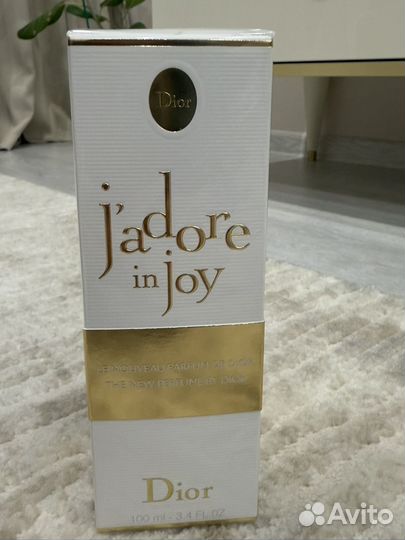 Dior
j'adore
in joy
LE NOUVEAU PARFUM DE DIOR
THE NEW PERFUME BY DIOR
Dior
100 ml - 3.4 FL.OZ
Avito